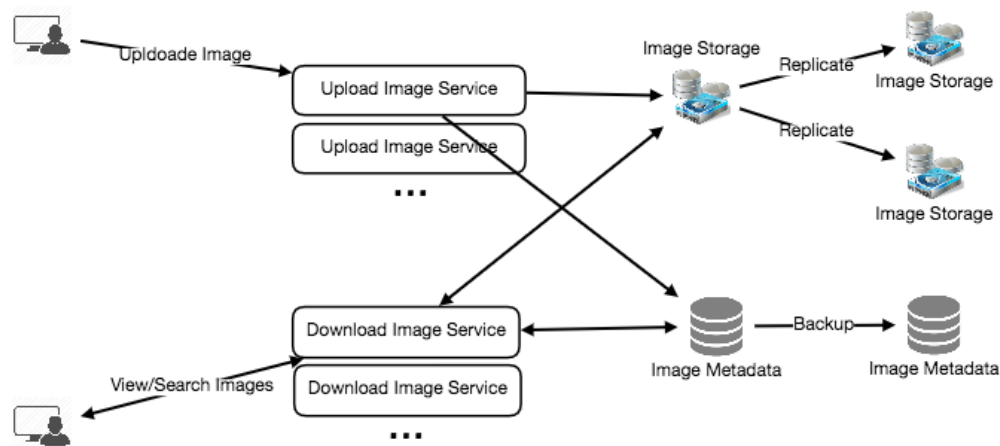 Upldoade Image
Upload Image Service
Upload Image Service
...
Image Storage
Replicate
Image Storage
Replicate
Image Storage
Download Image Service
Download Image Service
...
View/Search Images
Image Metadata
Backup
Image Metadata